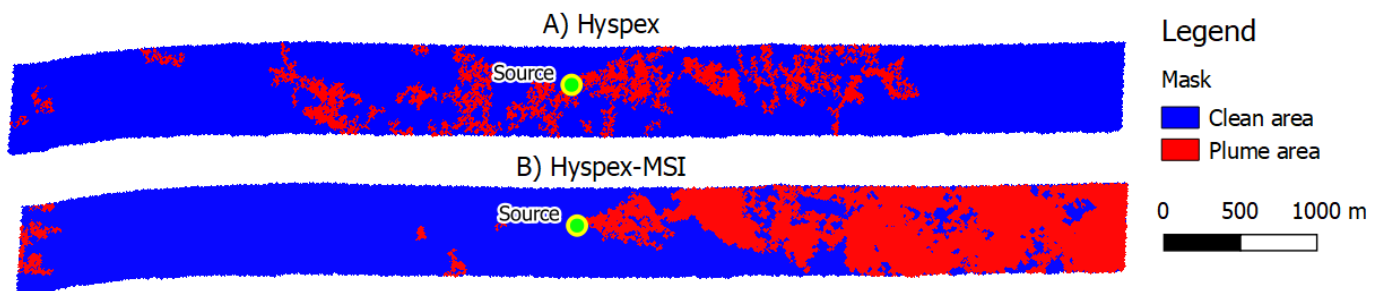 A) Hyspex
Source
B) Hyspex-MSI
Source
Legend
Mask
Clean area
Plume area
0 500 1000 m